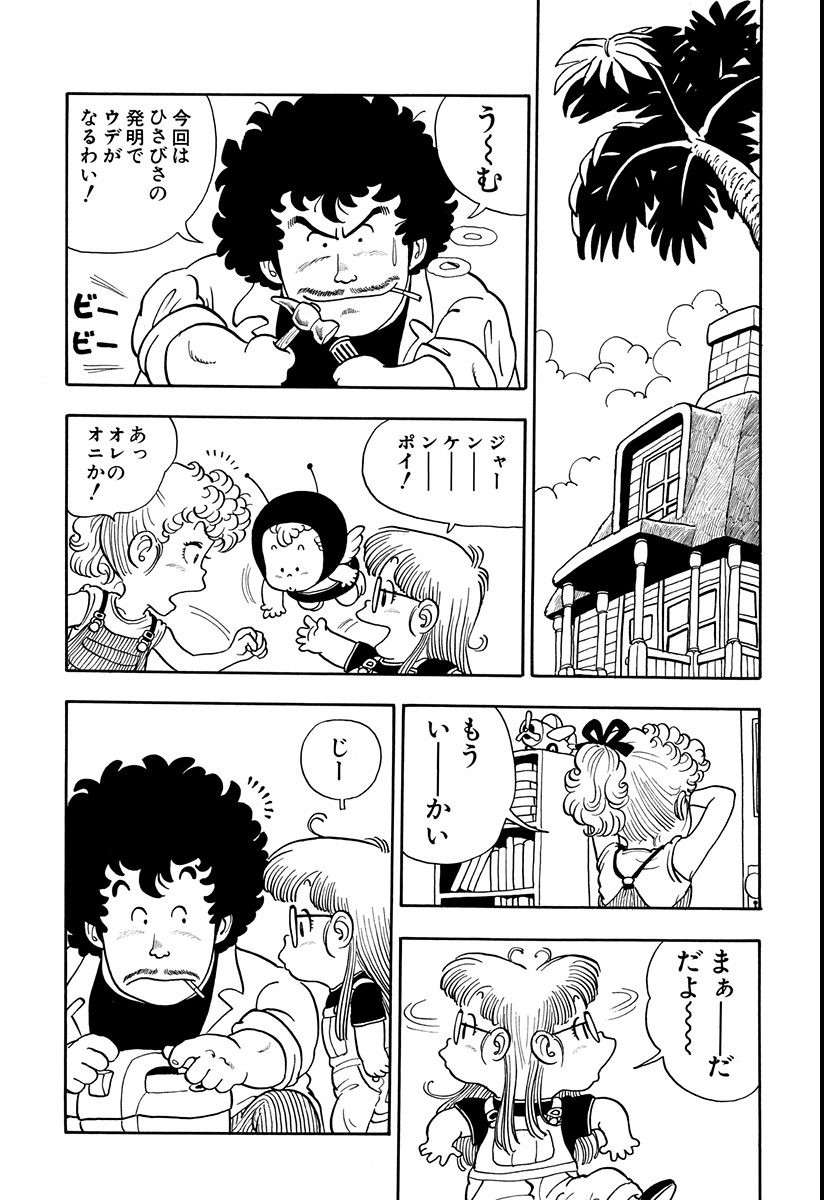 う〜む
今回は
ひさびさの
発明で
ウデが
なるわい！
ビー
ビー
ジャー
ンー
ケー
ンー
ポイ！
あっ
オレの
オニか！
もう
いーかい
まぁーだ
だよ〜〜
じー